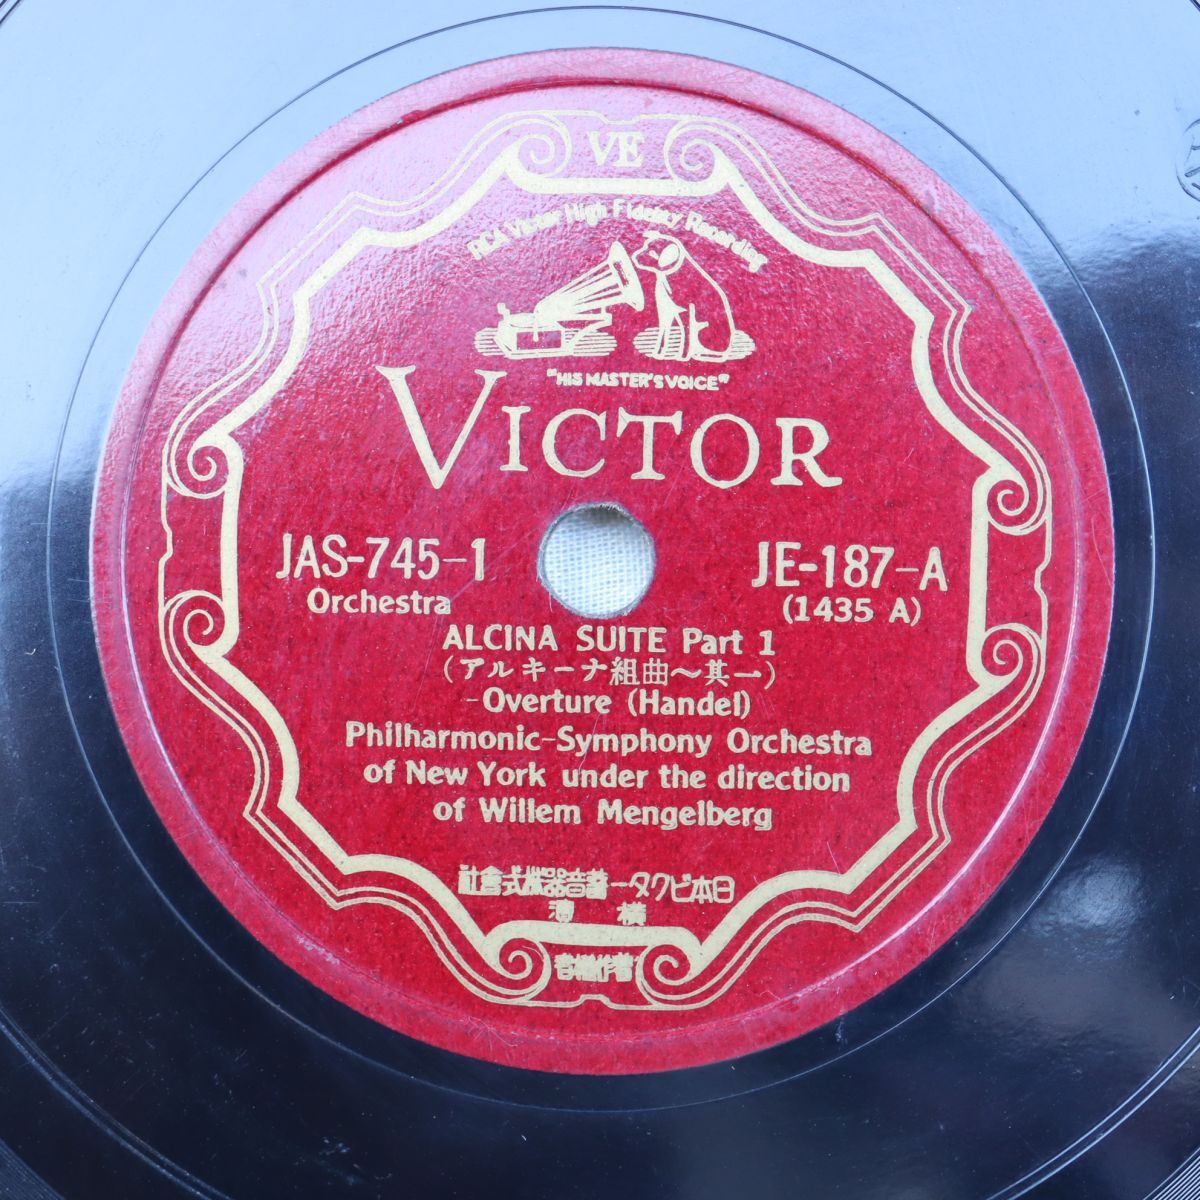 VE
RCA Victor High Fidelity Recording
"HIS MASTER'S VOICE"
VICTOR
JAS-745-1
Orchestra
JE-187-A
(1435 A)
ALCINA SUITE Part 1
(アルキーナ組曲〜其一)
-Overture (Handel)
Philharmonic-Symphony Orchestra
of New York under the direction
of Willem Mengelberg
社會式株器音蓄ータクビ本日
濱 横
者權作著